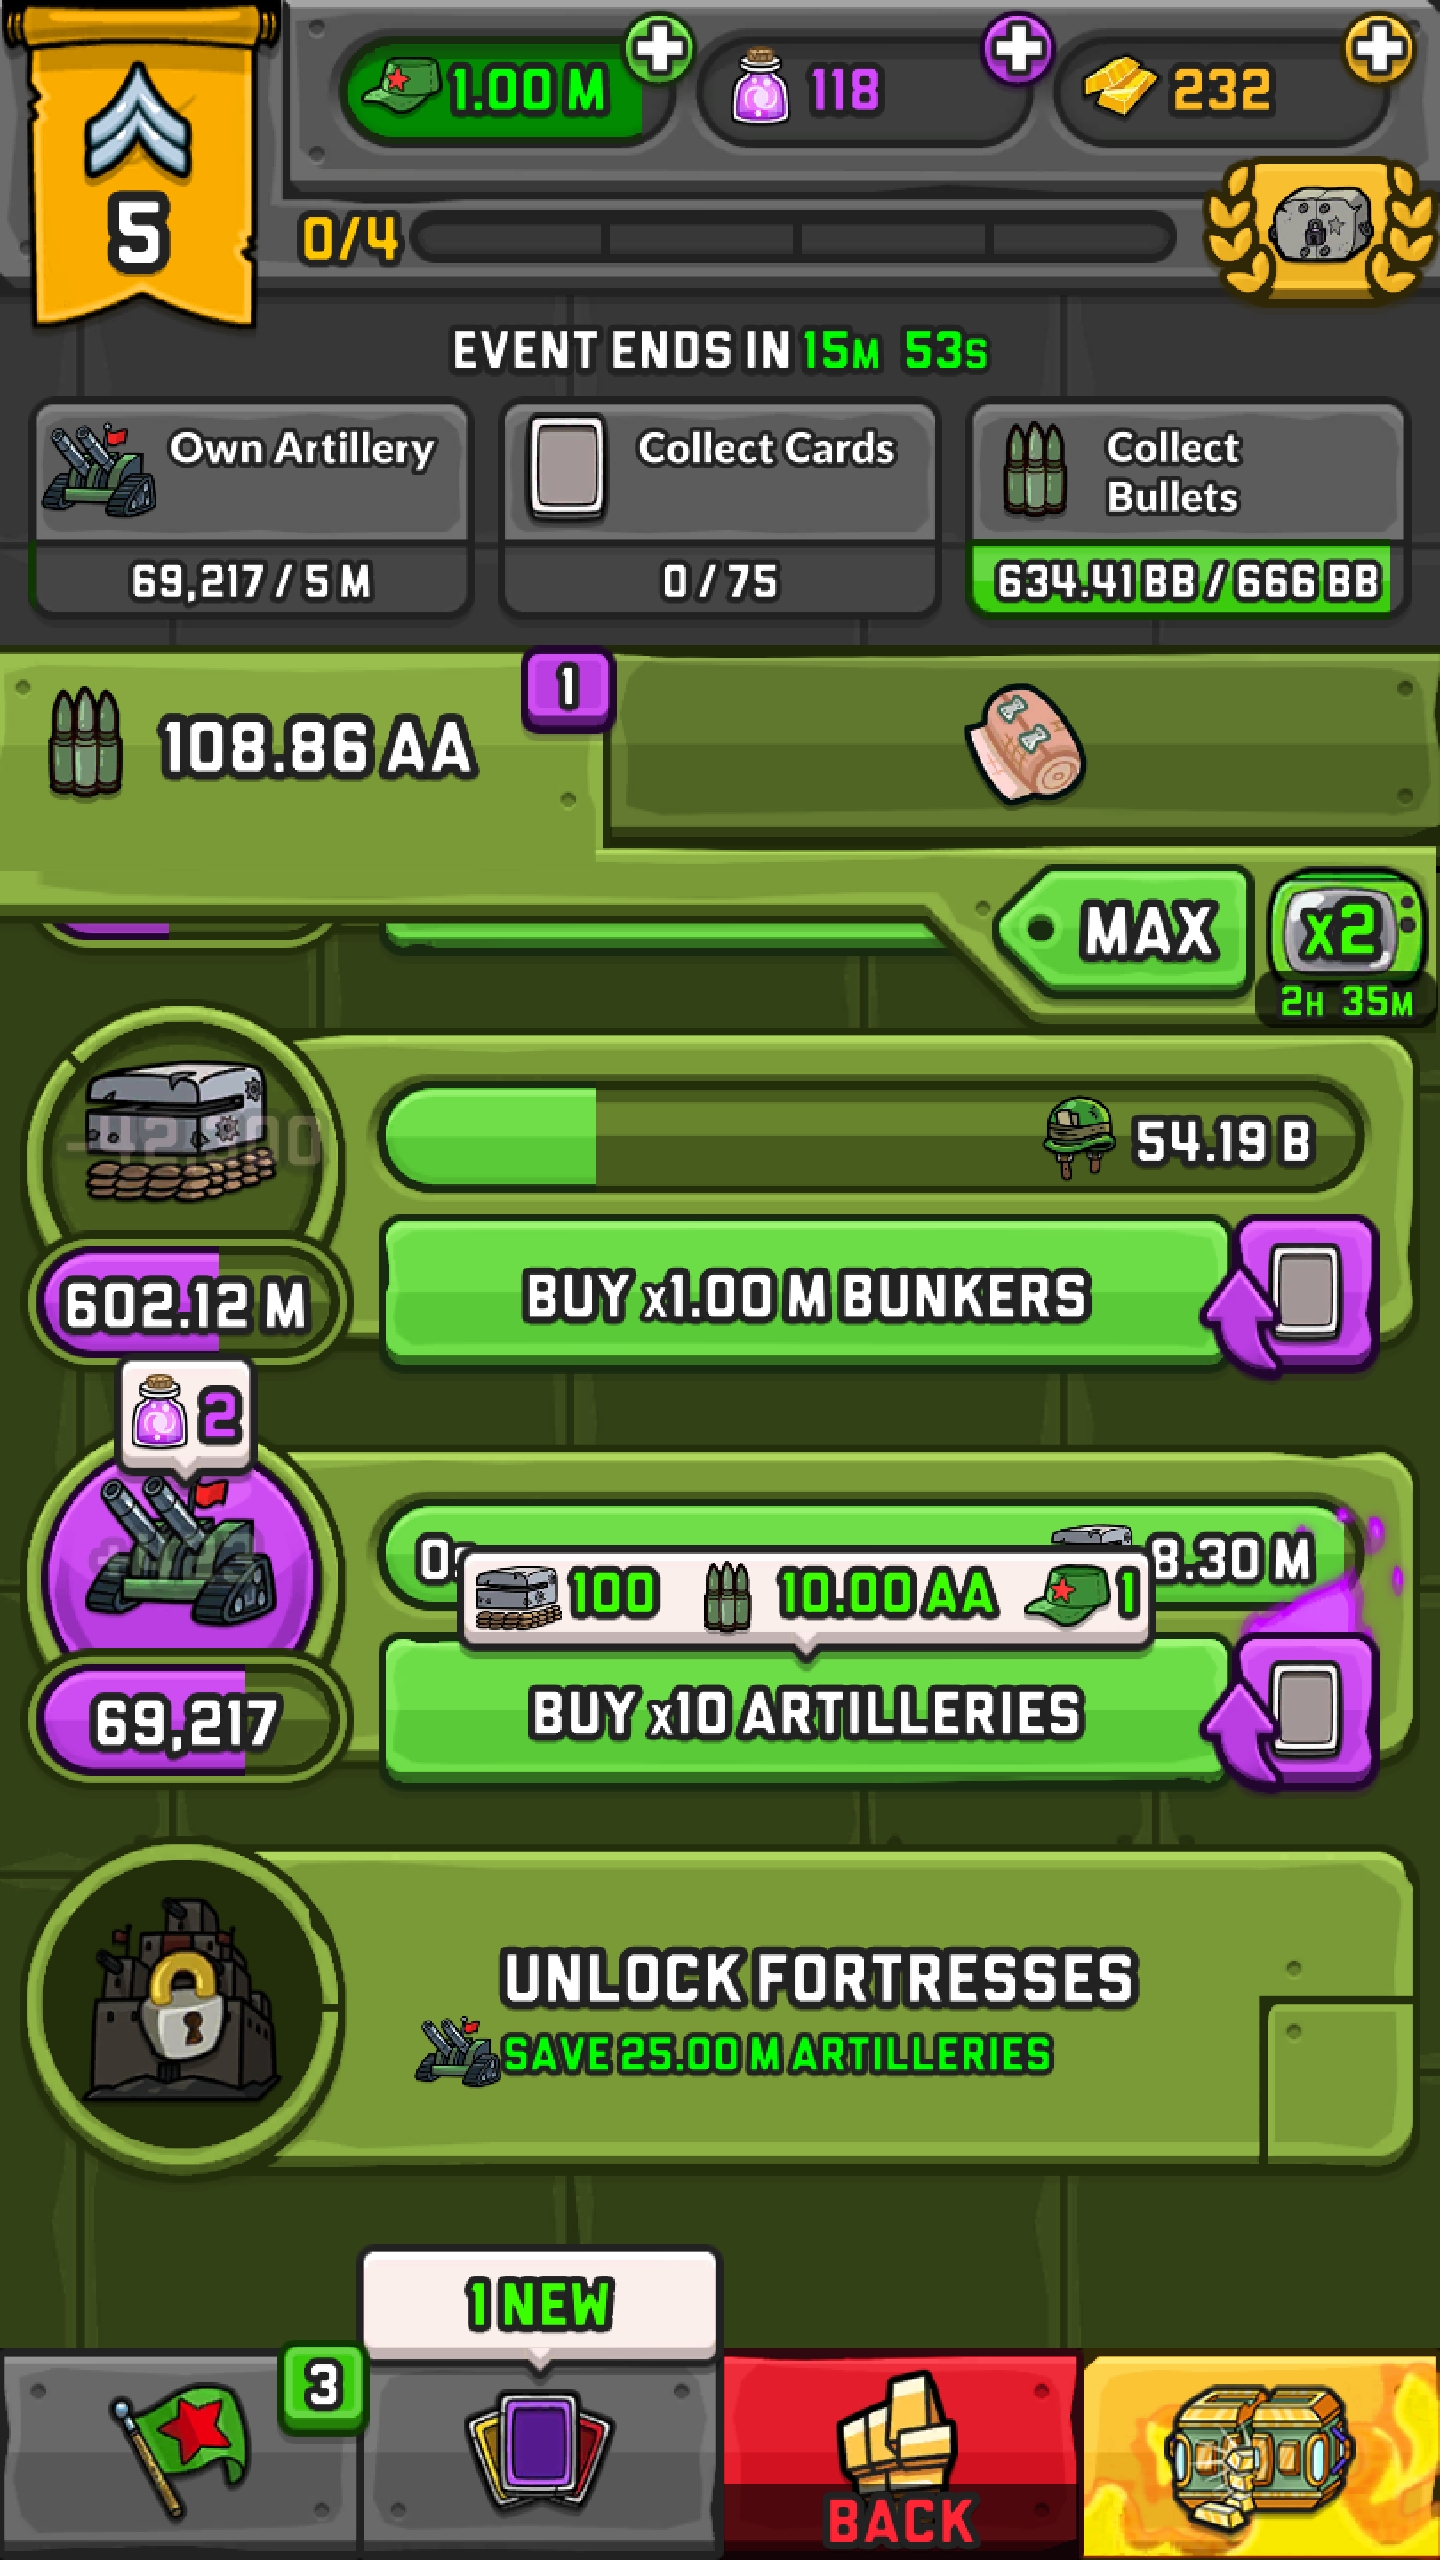 1.00 M
118
232
5
0/4
EVENT ENDS IN 15M 53S
Own Artillery
Collect Cards
Collect
Bullets
69,217 / 5 M
0 / 75
634.41 BB / 666 BB
108.86 AA
1
MAX
x2
2H 35M
54.19 B
602.12 M
BUY x1.00 M BUNKERS
2
8.30 M
100
10.00 AA
1
69,217
BUY x10 ARTILLERIES
UNLOCK FORTRESSES
SAVE 25.00 M ARTILLERIES
1 NEW
3
BACK